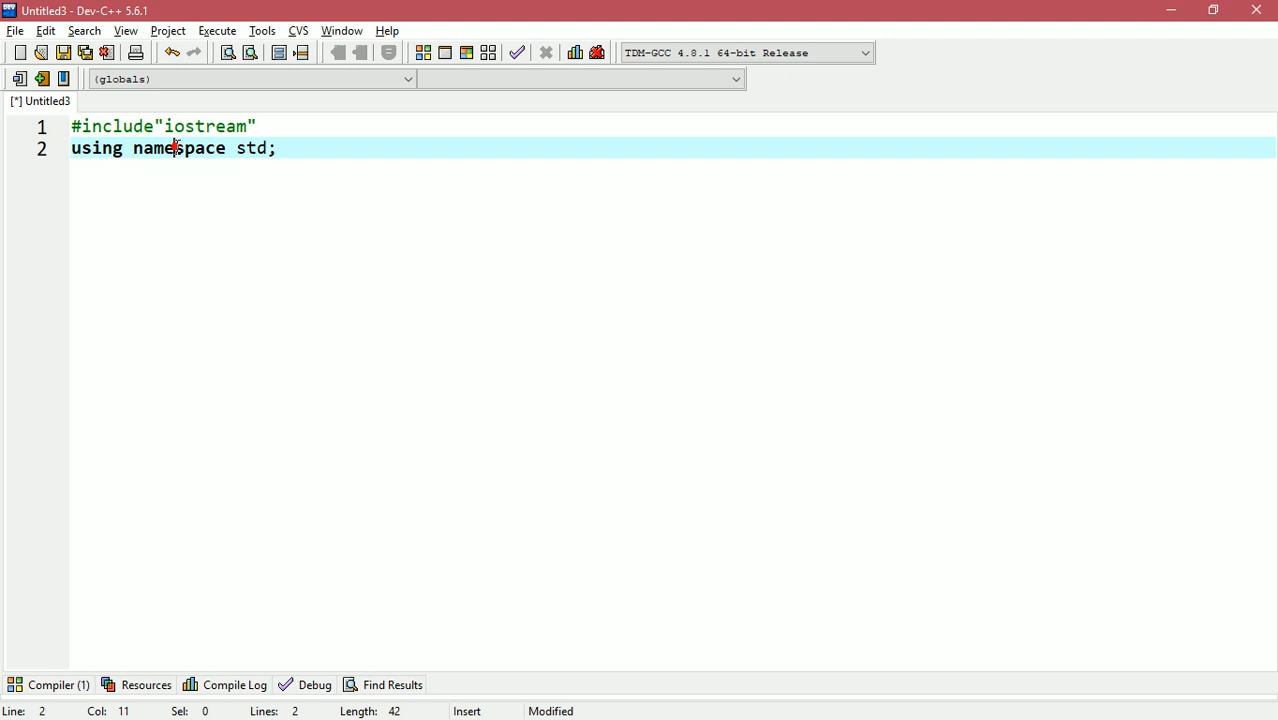 DEV Untitled3 - Dev-C++ 5.6.1
File Edit Search View Project Execute Tools CVS Window Help
TDM-GCC 4.8.1 64-bit Release
(globals)
[*] Untitled3
1 #include"iostream"
2 using namespace std;
Compiler (1) Resources Compile Log Debug Find Results
Line: 2 Col: 11 Sel: 0 Lines: 2 Length: 42 Insert Modified